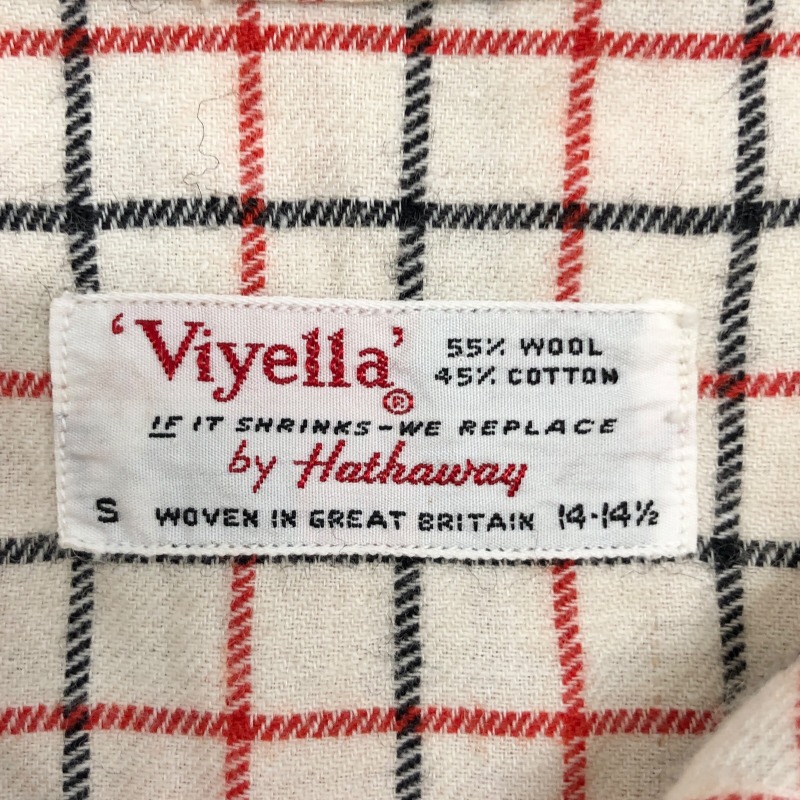 'Viyella'®
55% WOOL
45% COTTON
IF IT SHRINKS-WE REPLACE
by Hathaway
S WOVEN IN GREAT BRITAIN 14-14½